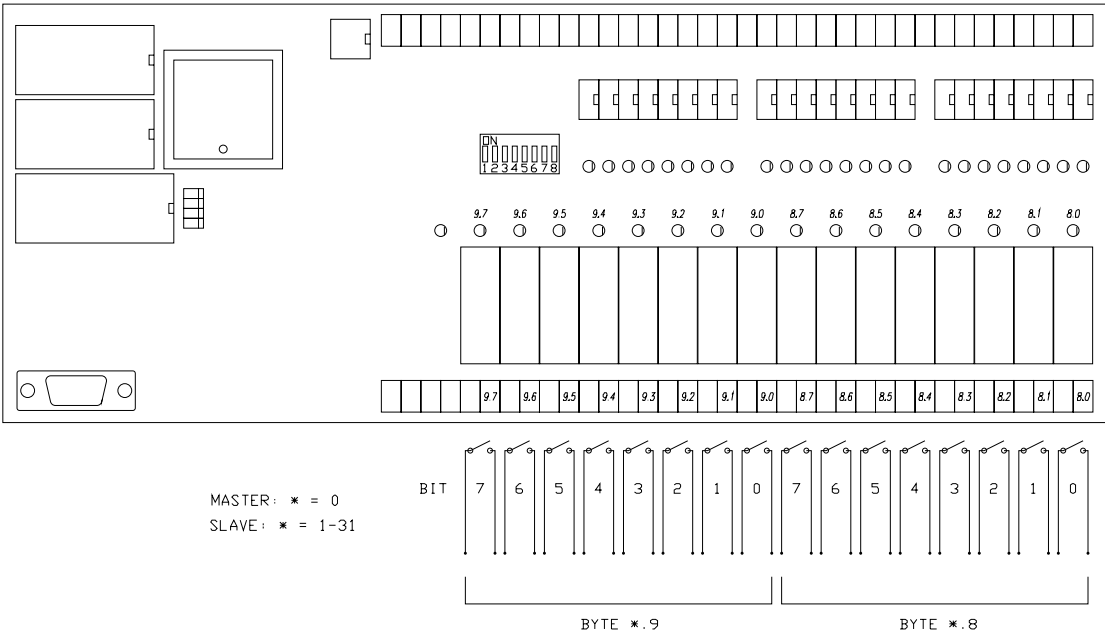 ON
12345678
9.7 9.6 9.5 9.4 9.3 9.2 9.1 9.0 8.7 8.6 8.5 8.4 8.3 8.2 8.1 8.0
9.7 9.6 9.5 9.4 9.3 9.2 9.1 9.0 8.7 8.6 8.5 8.4 8.3 8.2 8.1 8.0
BIT 7 6 5 4 3 2 1 0 7 6 5 4 3 2 1 0
MASTER: * = 0
SLAVE: * = 1-31
BYTE *.9 BYTE *.8